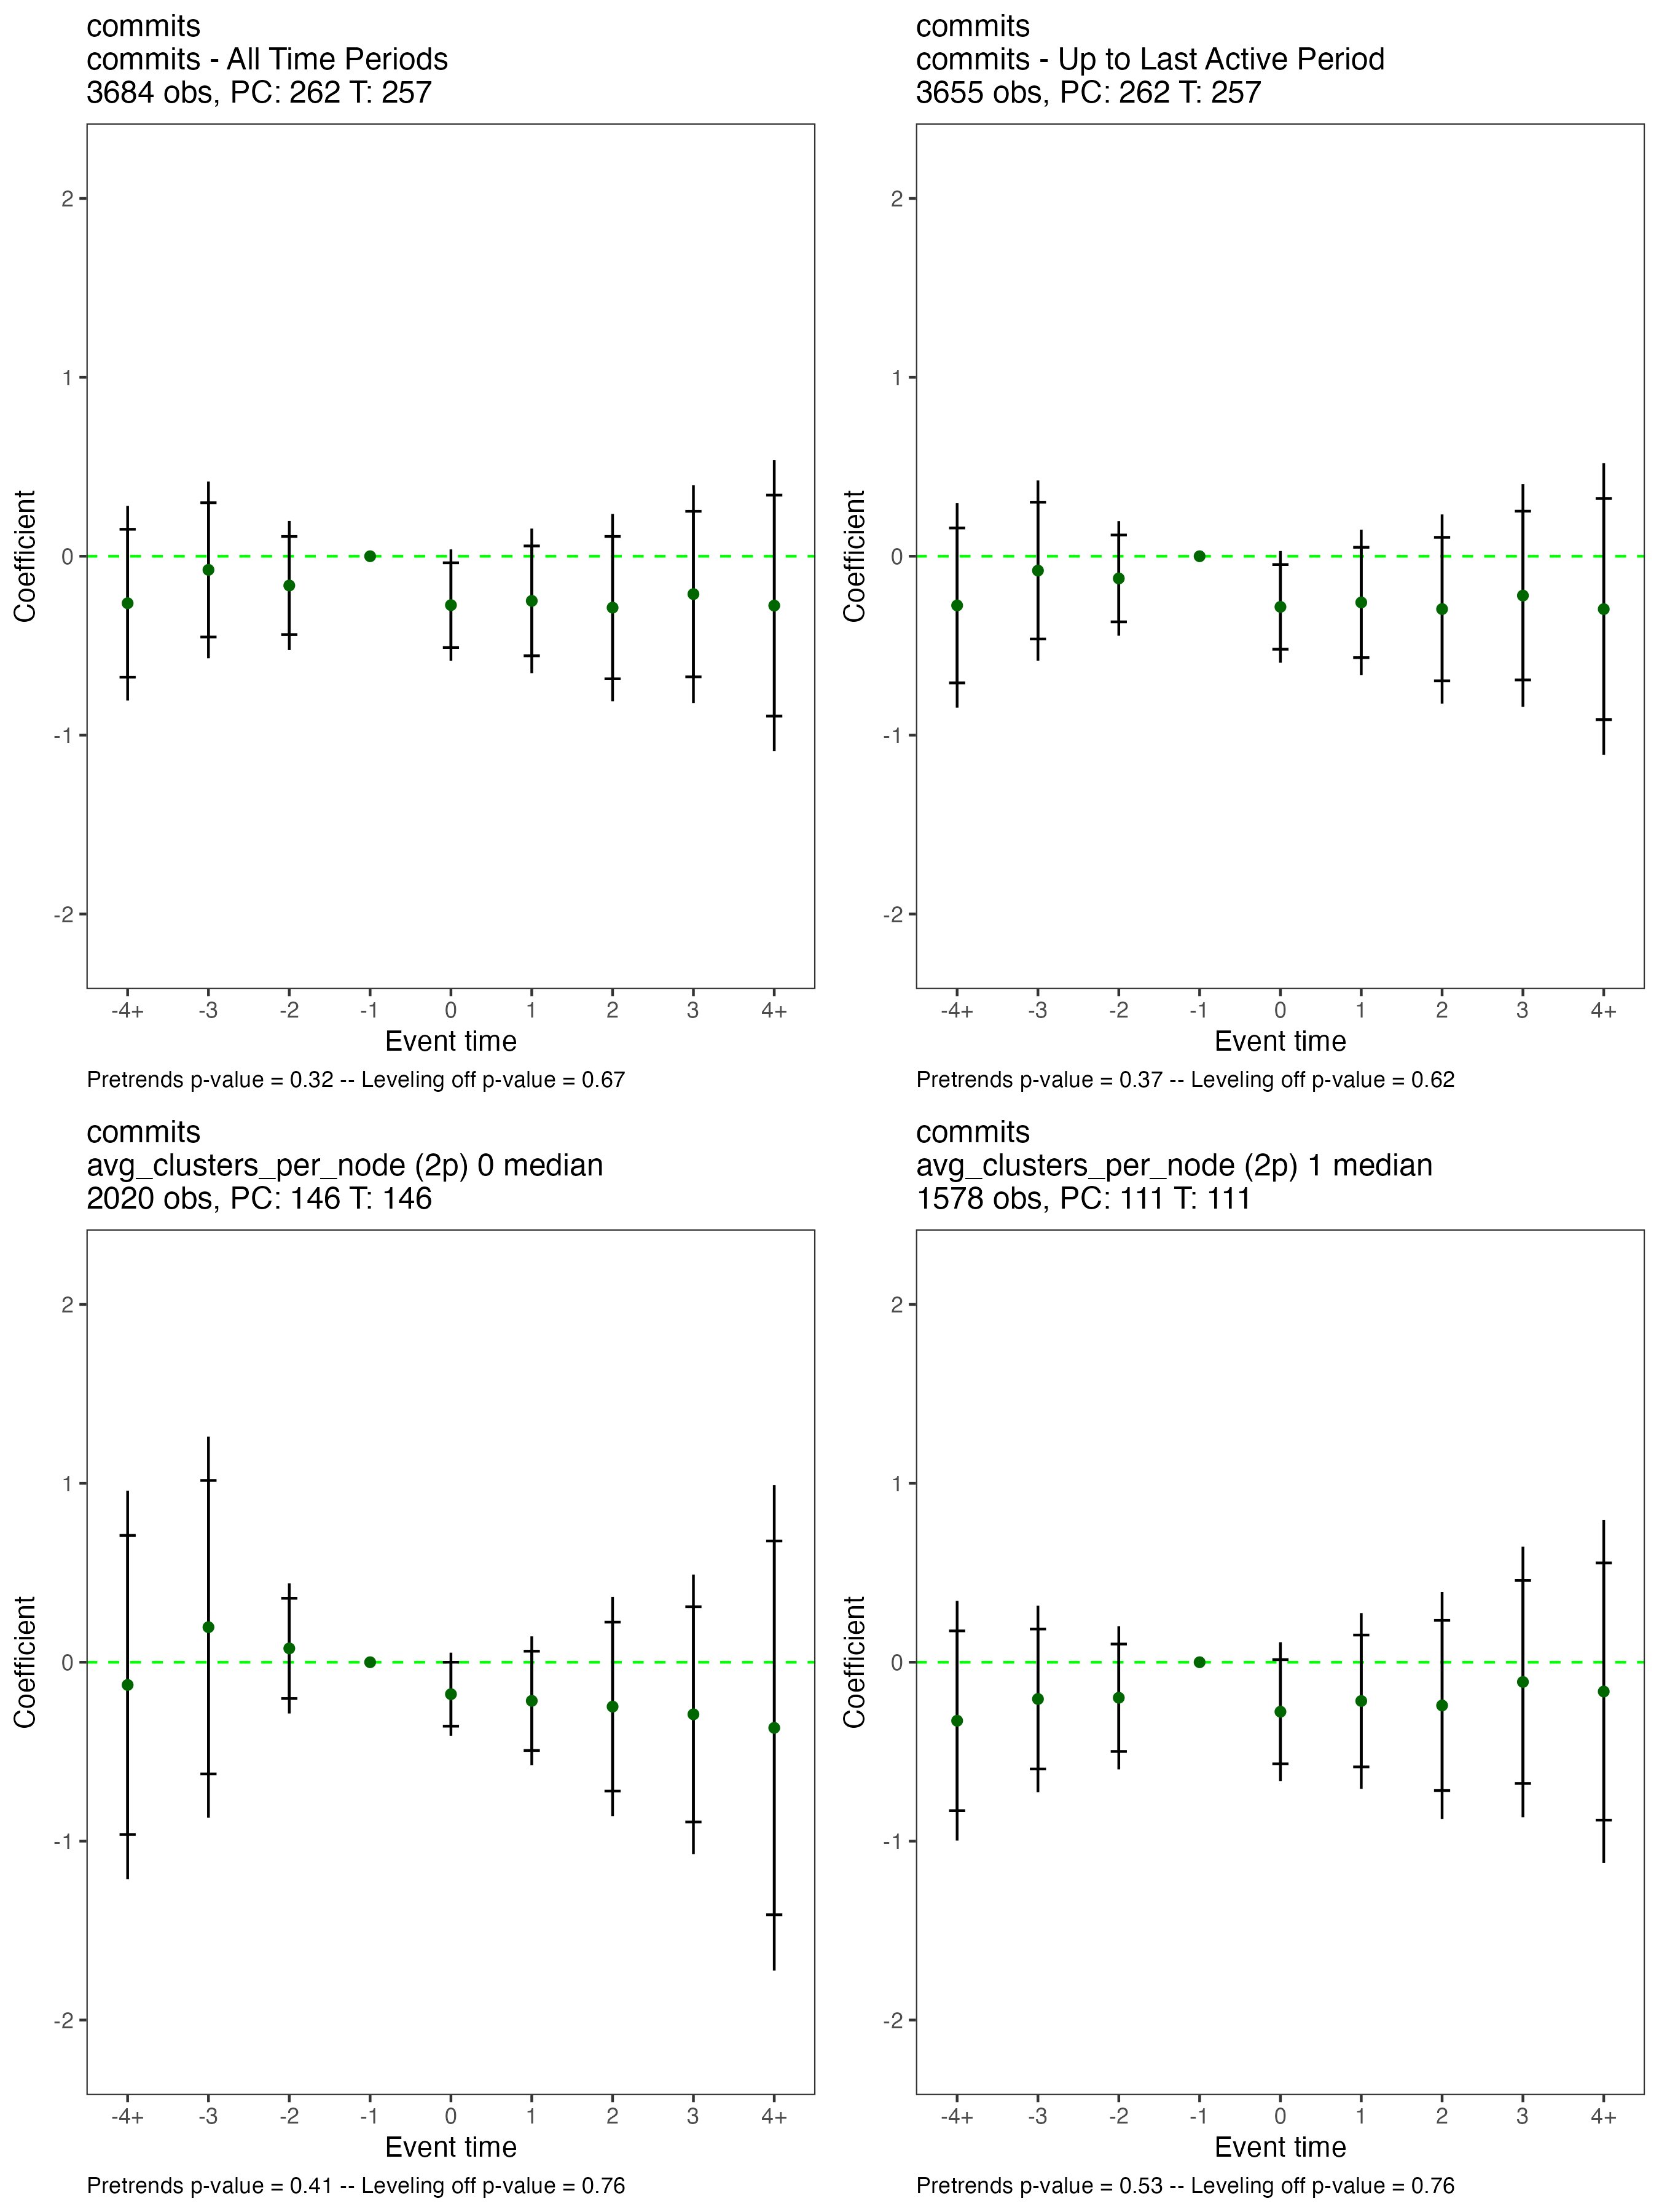 commits
commits - All Time Periods
3684 obs, PC: 262 T: 257
Coefficient
2
1
0
-1
-2
-4+ -3 -2 -1 0 1 2 3 4+
Event time
Pretrends p-value = 0.32 -- Leveling off p-value = 0.67
commits
commits - Up to Last Active Period
3655 obs, PC: 262 T: 257
Coefficient
2
1
0
-1
-2
-4+ -3 -2 -1 0 1 2 3 4+
Event time
Pretrends p-value = 0.37 -- Leveling off p-value = 0.62
commits
avg_clusters_per_node (2p) 0 median
2020 obs, PC: 146 T: 146
Coefficient
2
1
0
-1
-2
-4+ -3 -2 -1 0 1 2 3 4+
Event time
Pretrends p-value = 0.41 -- Leveling off p-value = 0.76
commits
avg_clusters_per_node (2p) 1 median
1578 obs, PC: 111 T: 111
Coefficient
2
1
0
-1
-2
-4+ -3 -2 -1 0 1 2 3 4+
Event time
Pretrends p-value = 0.53 -- Leveling off p-value = 0.76